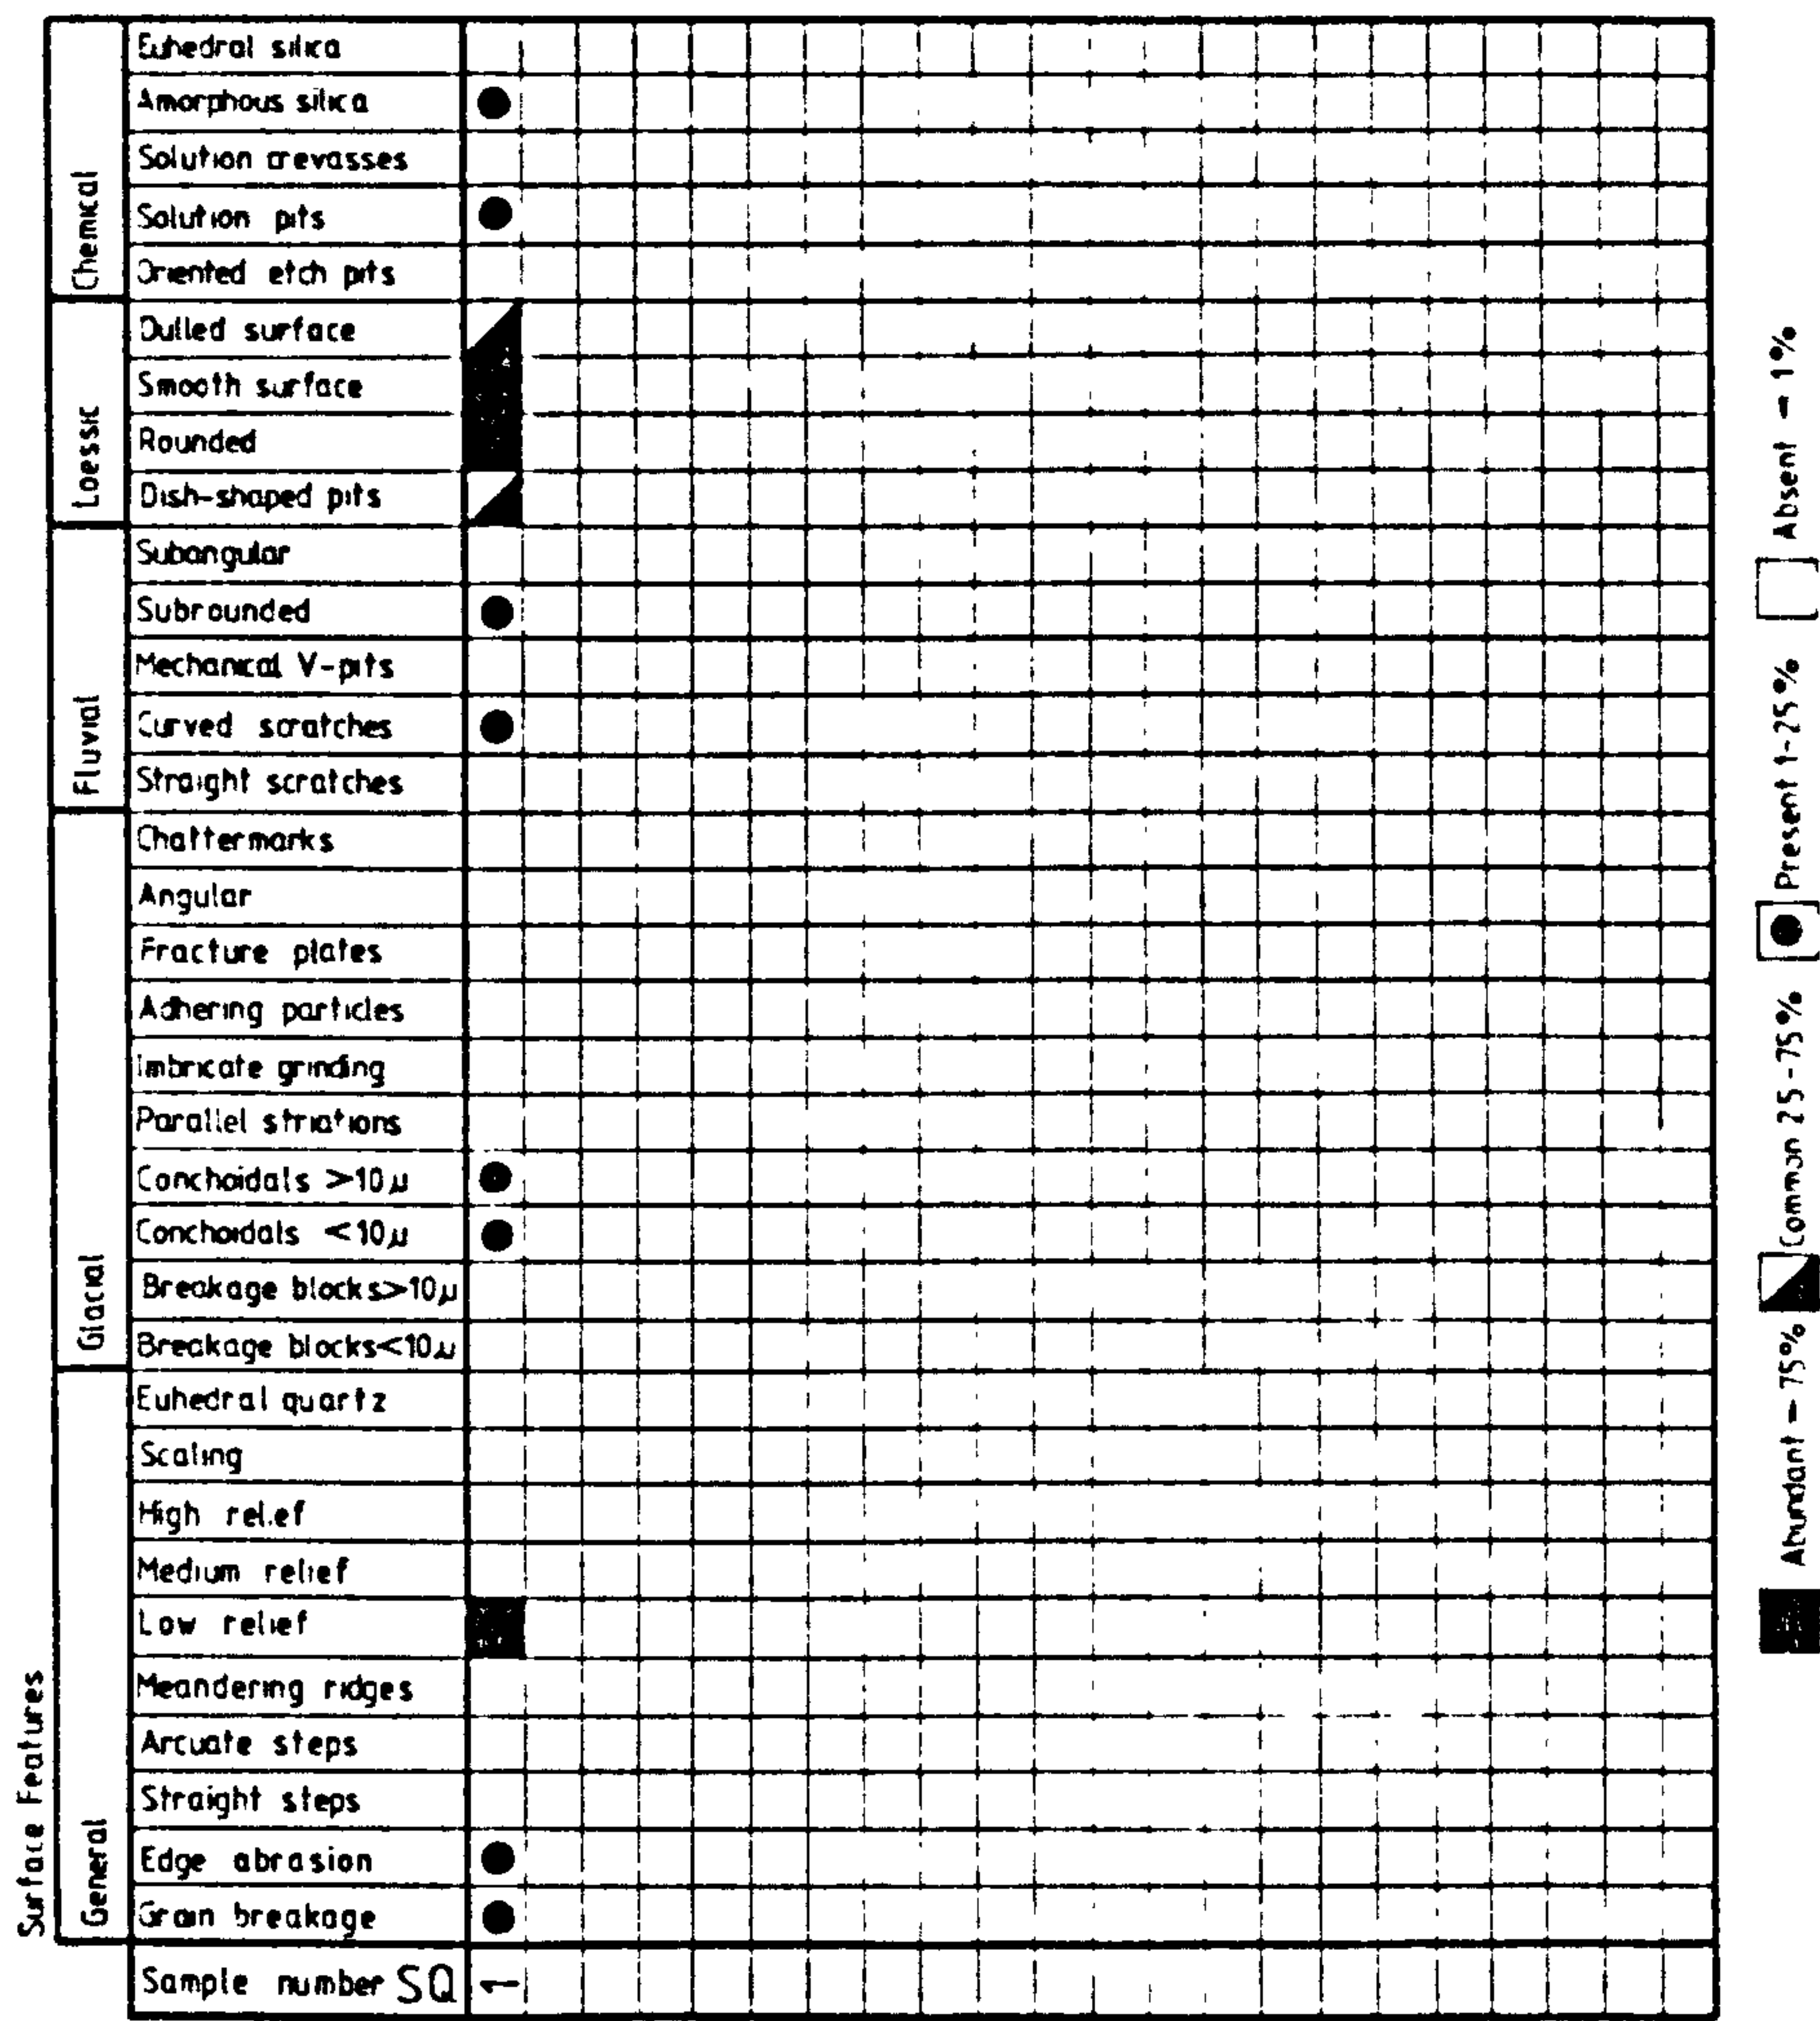 Surface Features
Chemical
Euhedral silica
Amorphous silica
Solution crevasses
Solution pits
Oriented etch pits
Loessic
Dulled surface
Smooth surface
Rounded
Dish-shaped pits
Fluvial
Subangular
Subrounded
Mechanical V-pits
Curved scratches
Straight scratches
Glacial
Chattermarks
Angular
Fracture plates
Adhering particles
Imbricate grinding
Parallel striations
Conchoidals >10µ
Conchoidals <10µ
Breakage blocks>10µ
Breakage blocks<10µ
General
Euhedral quartz
Scaling
High relief
Medium relief
Low relief
Meandering ridges
Arcuate steps
Straight steps
Edge abrasion
Grain breakage
Sample number SQ 1
Abundant — 75%
Common 25-75%
Present 1-25%
Absent — 1%